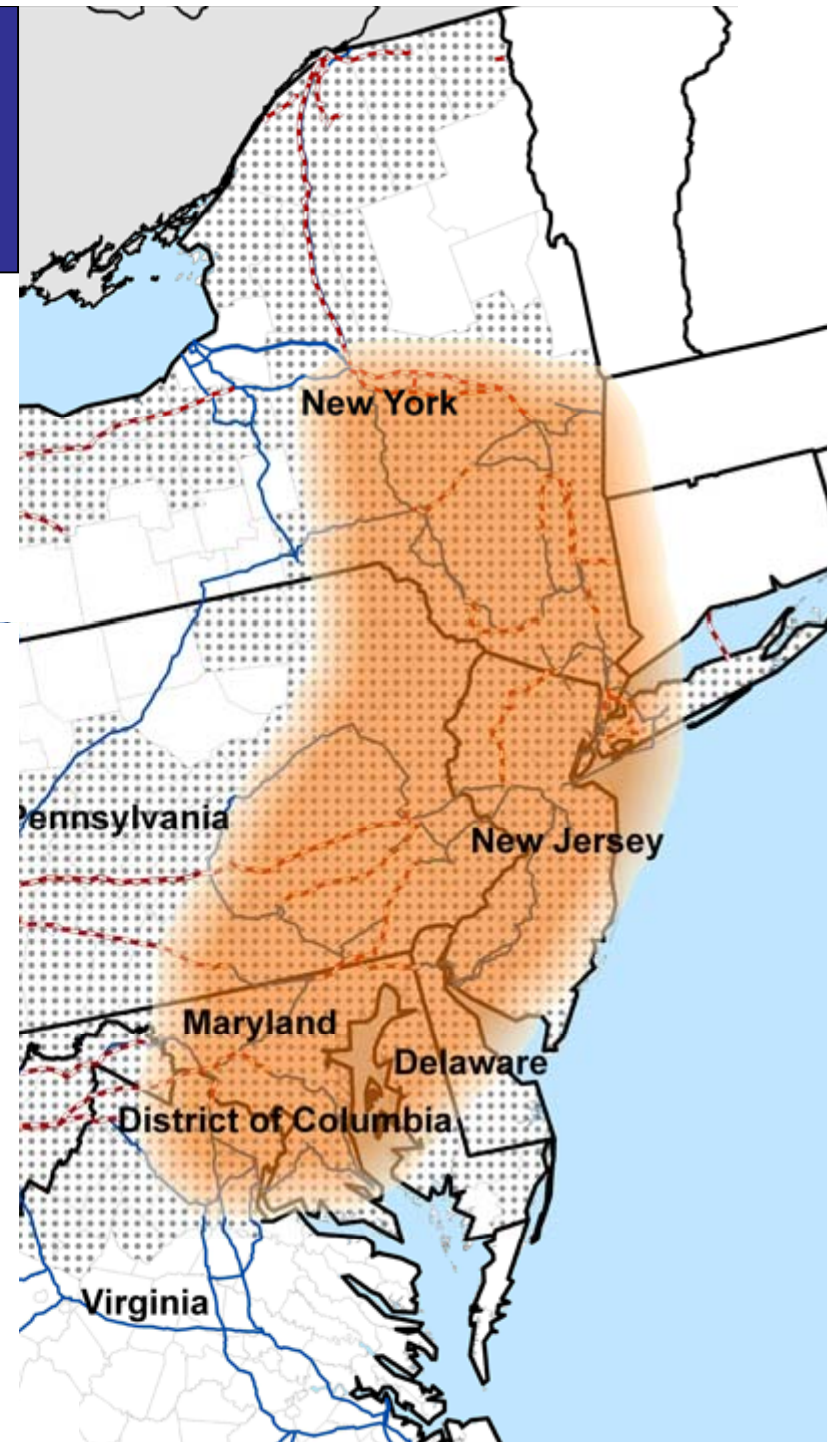 New York
Pennsylvania
New Jersey
Maryland
Delaware
District of Columbia
Virginia